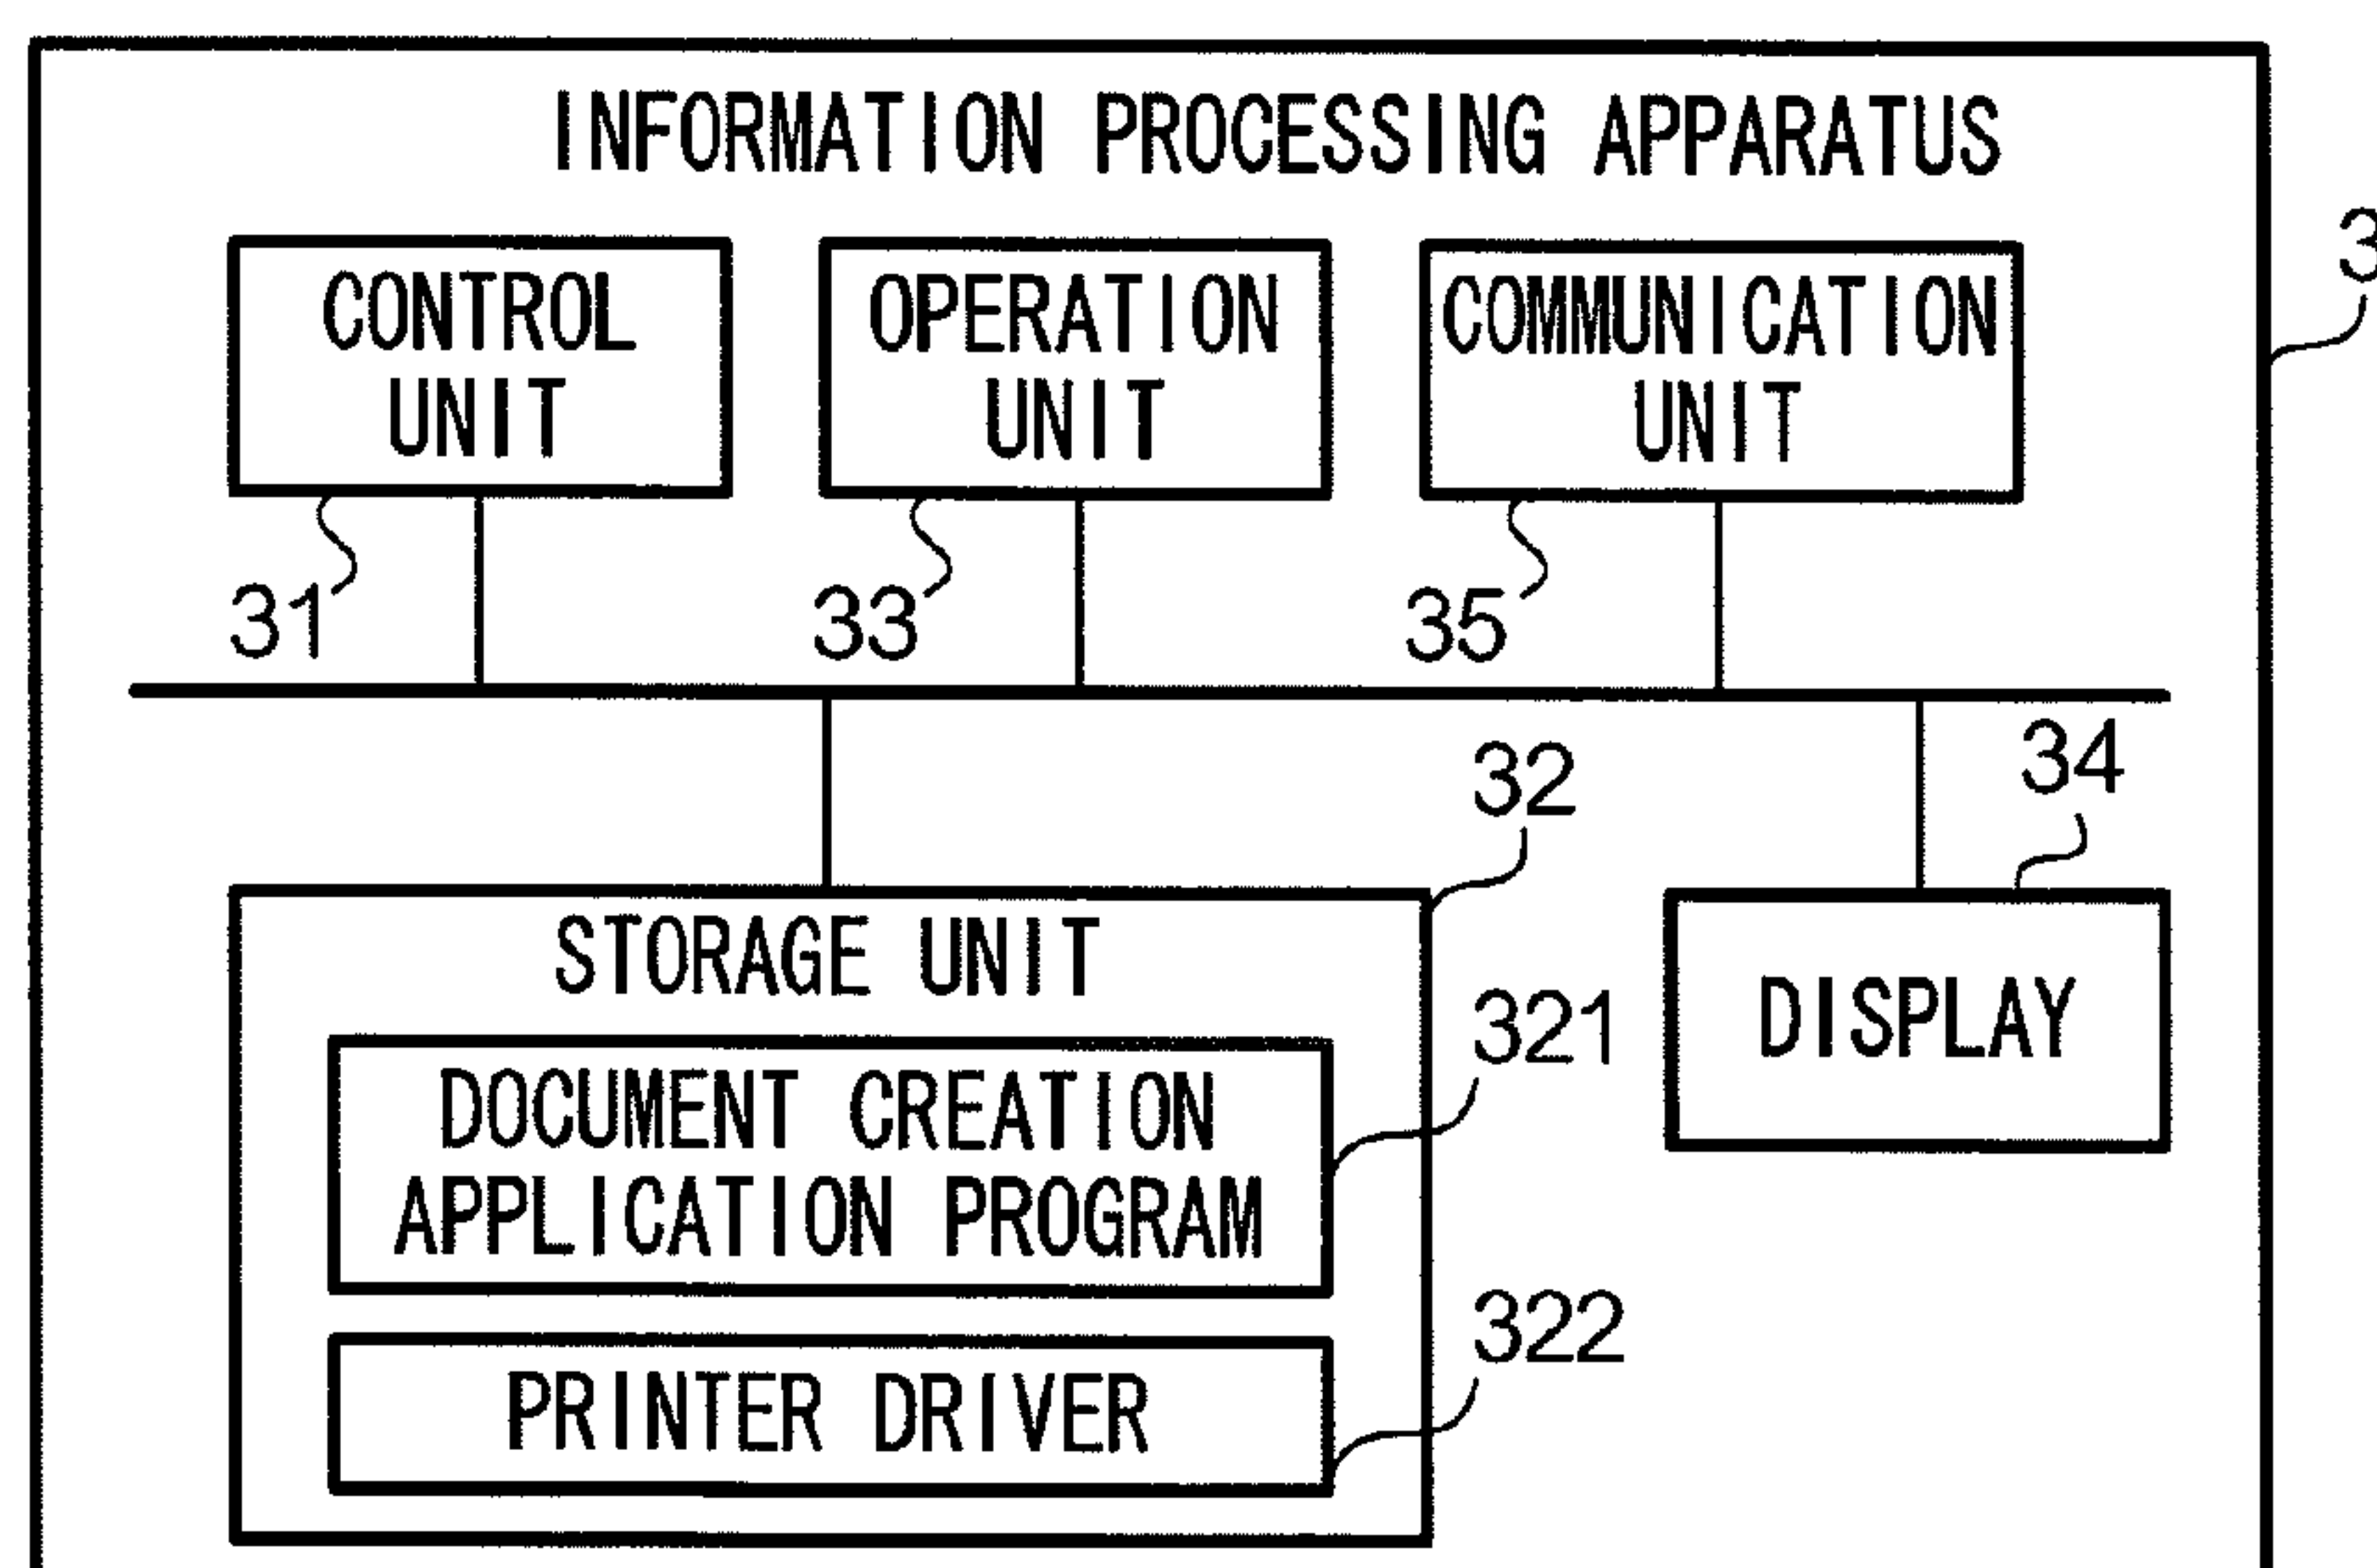 INFORMATION PROCESSING APPARATUS
3
CONTROL
UNIT
OPERATION
UNIT
COMMUNICATION
UNIT
31
33
35
32
34
STORAGE UNIT
DOCUMENT CREATION
APPLICATION PROGRAM
321
DISPLAY
PRINTER DRIVER
322